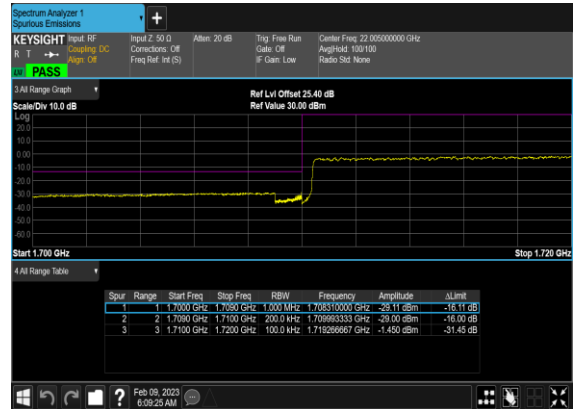 Spectrum Analyzer 1
Spurious Emissions
KEYSIGHT Input: RF Input Z: 50 Ω Atten: 20 dB Trig: Free Run Center Freq: 22.005000000 GHz
R T Coupling: DC Corrections: Off Gate: Off Avg|Hold: 100/100
Align: Off Freq Ref: Int (S) IF Gain: Low Radio Std: None
LW PASS
3 All Range Graph
Ref Lvl Offset 25.40 dB
Scale/Div 10.0 dB Ref Value 30.00 dBm
Log
20.0
10.0
0.00
-10.0
-20.0
-30.0
-40.0
-50.0
-60.0
Start 1.700 GHz Stop 1.720 GHz
4 All Range Table
Spur Range Start Freq Stop Freq RBW Frequency Amplitude ΔLimit
1 1 1.7000 GHz 1.7090 GHz 1.000 MHz 1.708310000 GHz -29.11 dBm -16.11 dB
2 2 1.7090 GHz 1.7100 GHz 200.0 kHz 1.709993333 GHz -29.00 dBm -16.00 dB
3 3 1.7100 GHz 1.7200 GHz 100.0 kHz 1.719266667 GHz -1.450 dBm -31.45 dB
? Feb 09, 2023
6:09:25 AM